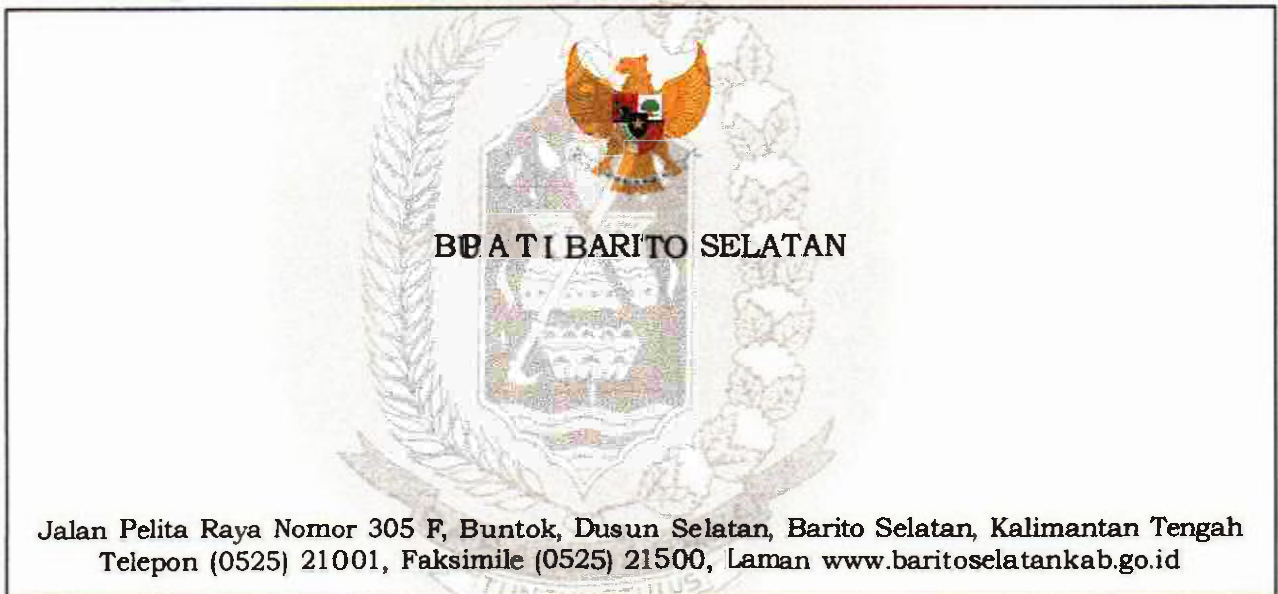 BUPATI BARITO SELATAN
Jalan Pelita Raya Nomor 305 F, Buntok, Dusun Selatan, Barito Selatan, Kalimantan Tengah
Telepon (0525) 21001, Faksimile (0525) 21500, Laman www.baritoselatankab.go.id